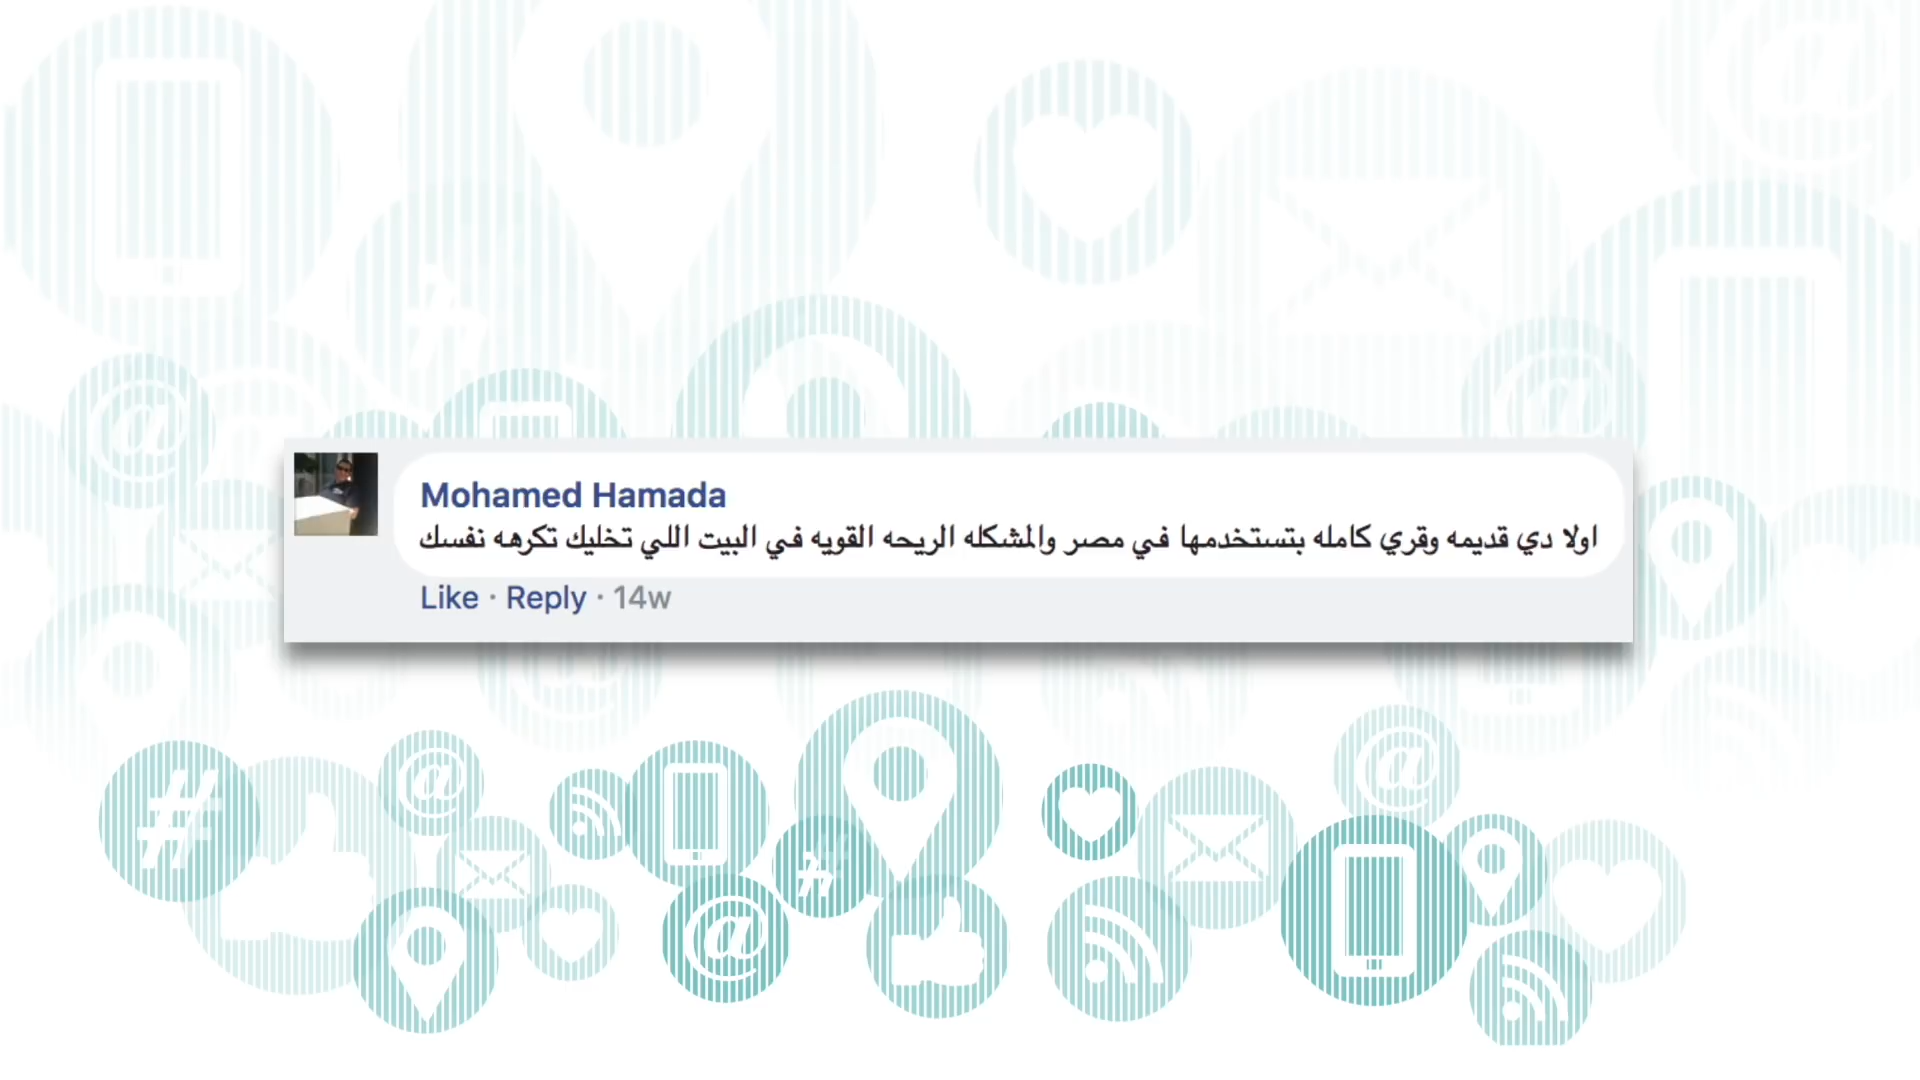 Mohamed Hamada
اولا دي قديمه وقري كامله بتستخدمها في مصر والمشكله الريحه القويه في البيت اللي تخليك تكرهه نفسك
Like · Reply · 14w